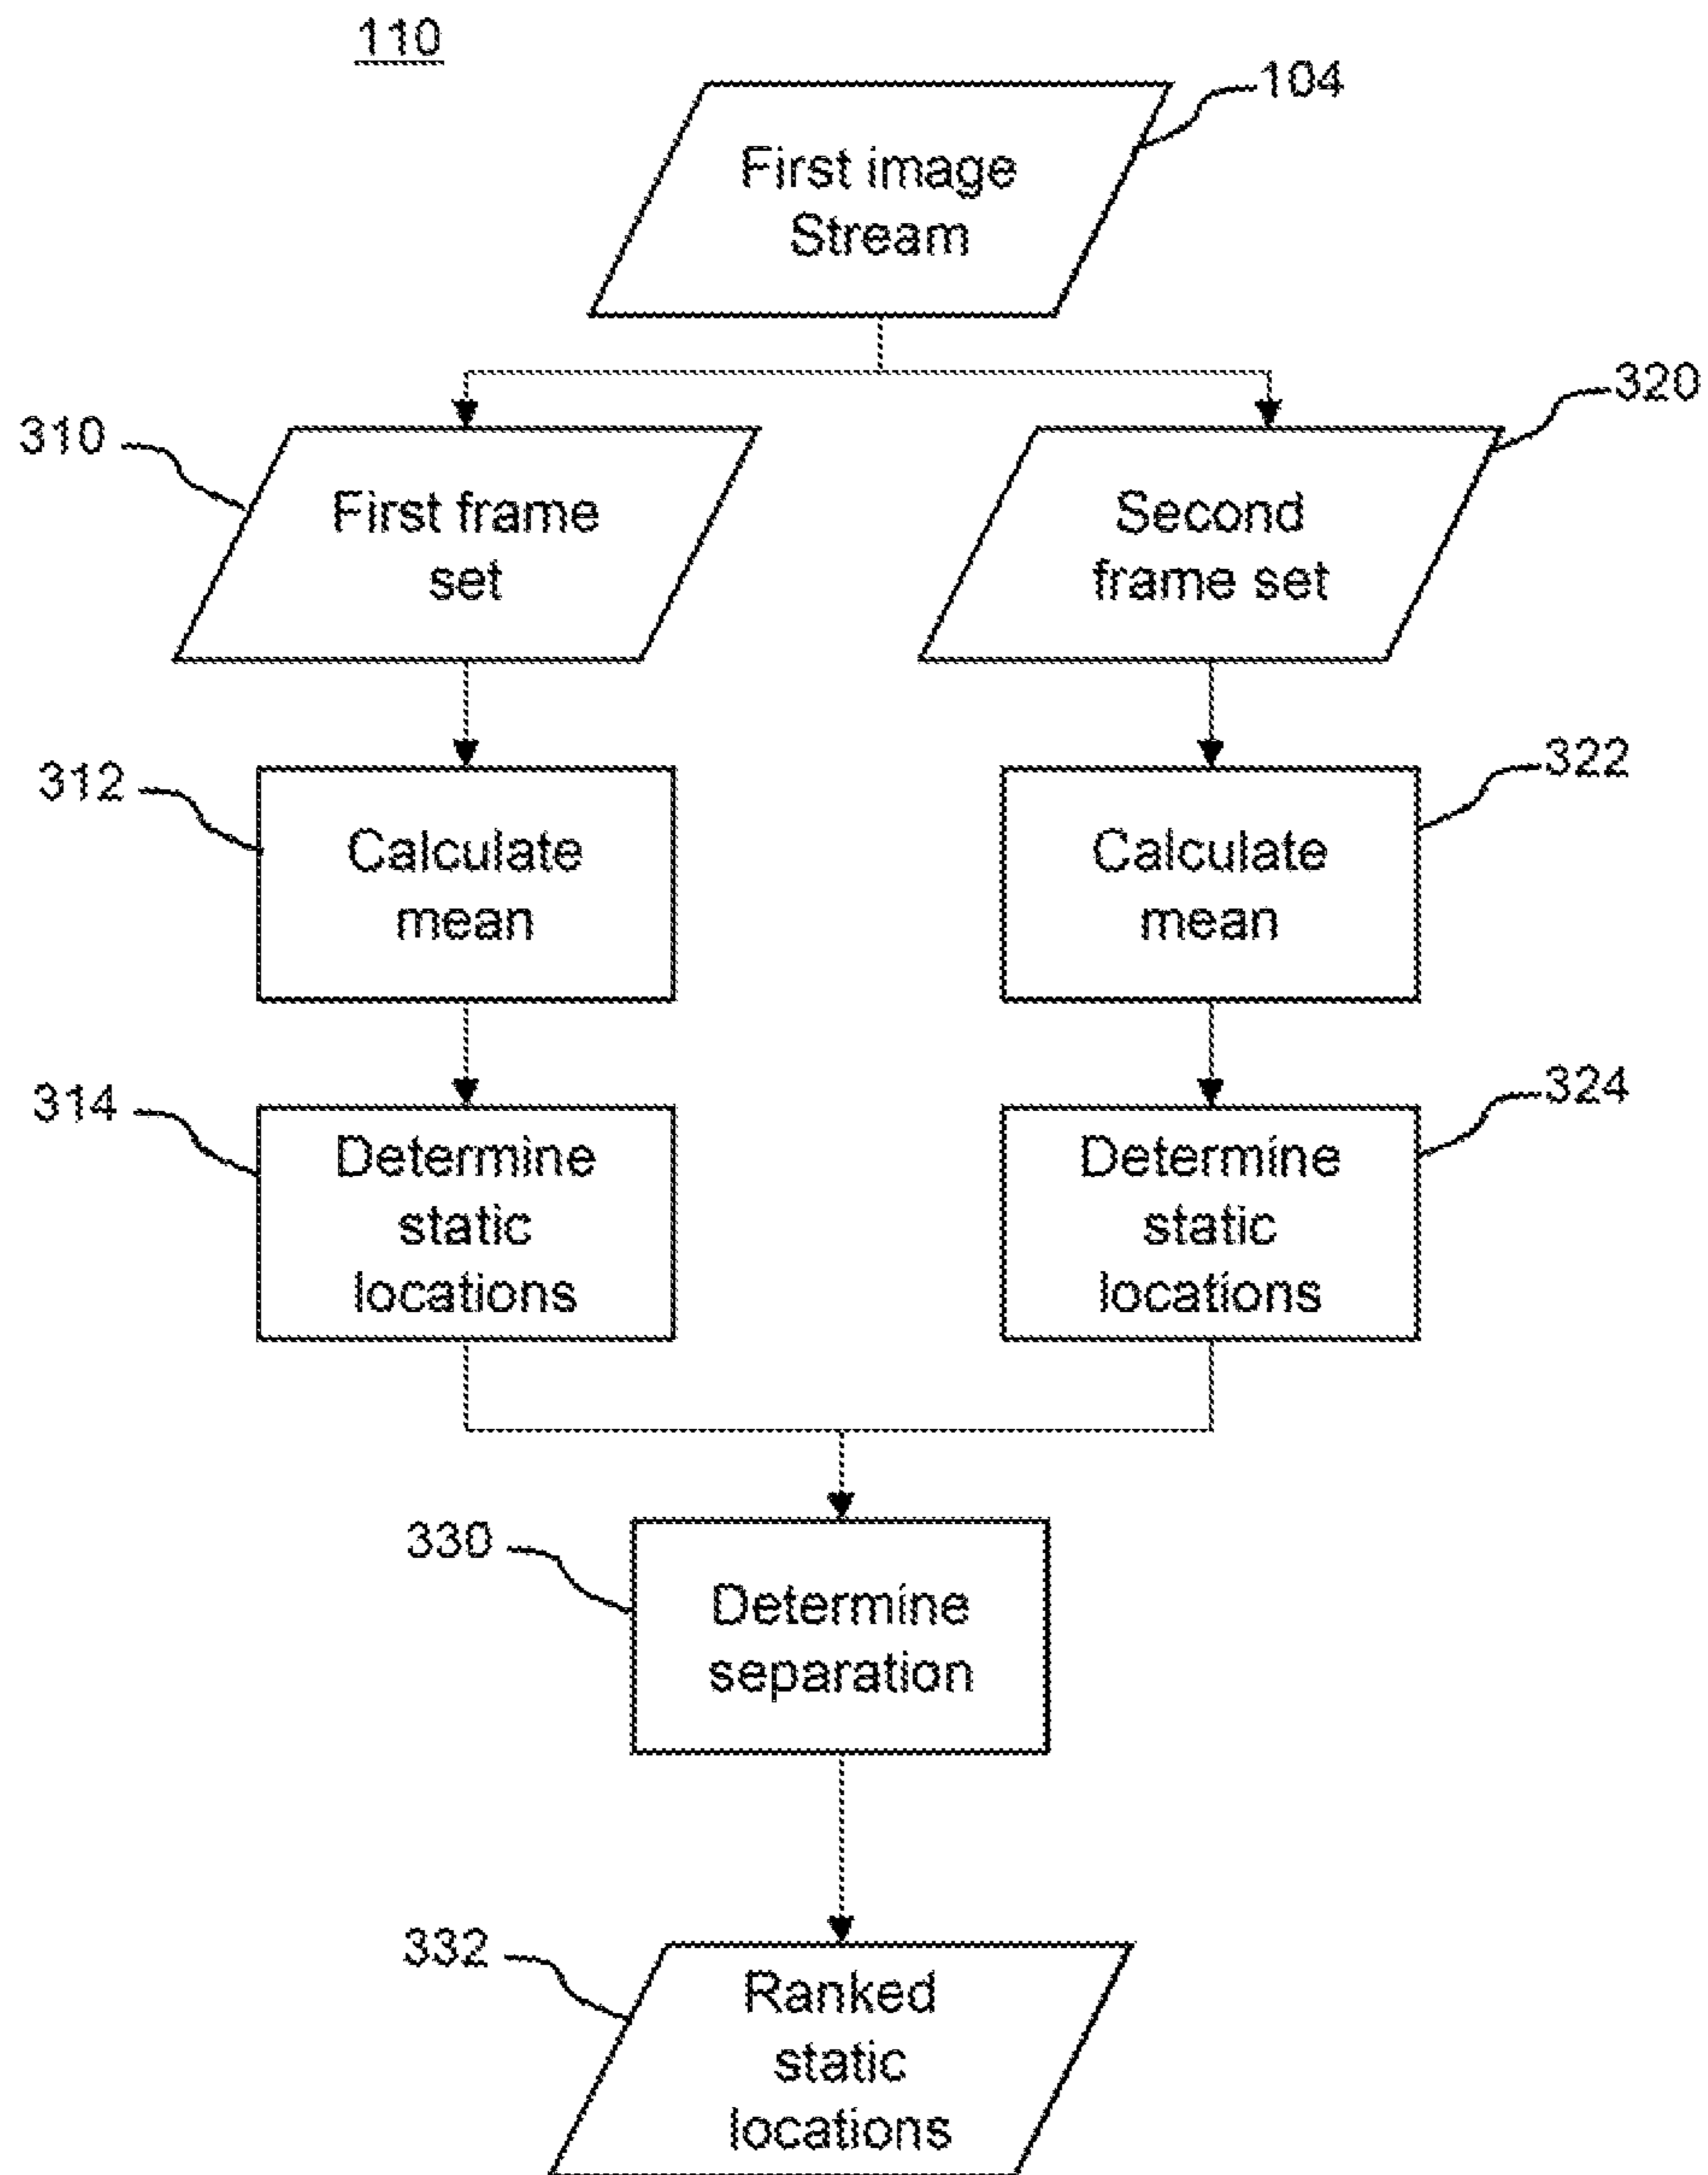 110
104
First image
Stream
310
320
First frame
set
Second
frame set
312
322
Calculate
mean
Calculate
mean
314
324
Determine
static
locations
Determine
static
locations
330
Determine
separation
332
Ranked
static
locations